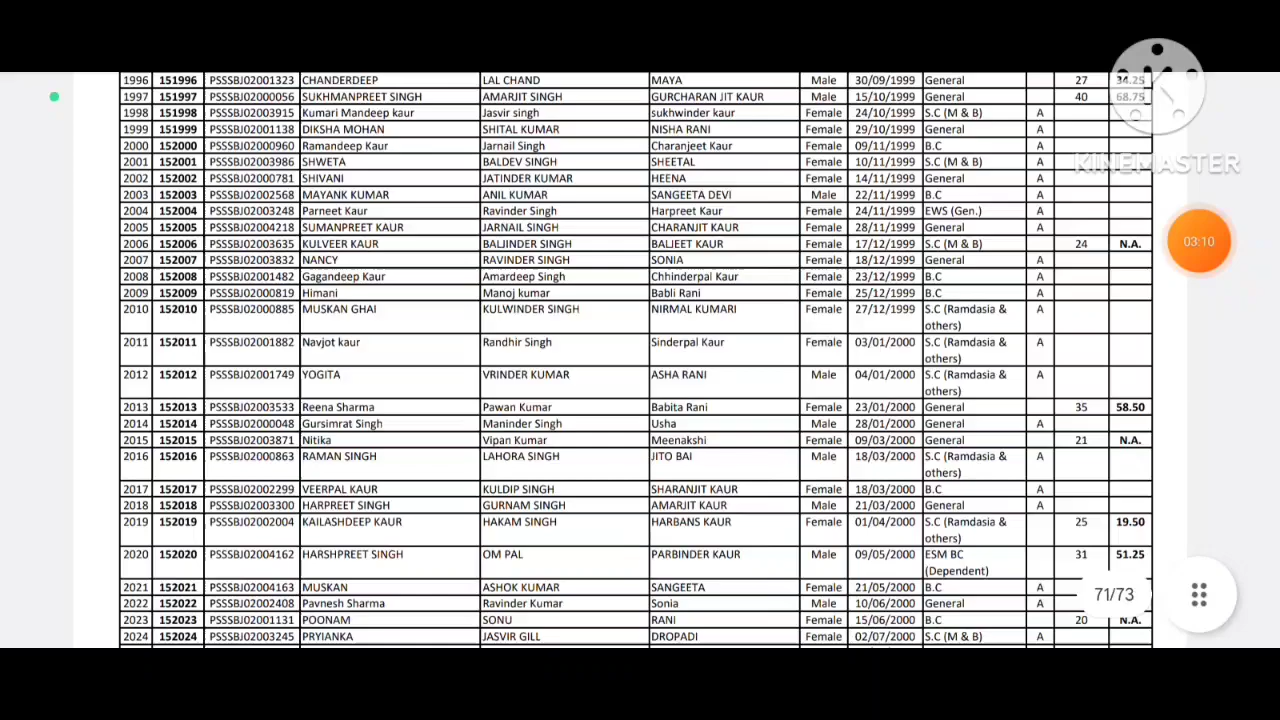 1996 151996 PSSSBJ02001323 CHANDERDEEP LAL CHAND MAYA Male 30/09/1999 General 27 34.25
1997 151997 PSSSBJ02000056 SUKHMANPREET SINGH AMARJIT SINGH GURCHARAN JIT KAUR Male 15/10/1999 General 40 68.75
1998 151998 PSSSBJ02003915 Kumari Mandeep kaur Jasvir singh sukhwinder kaur Female 24/10/1999 S.C (M & B) A
KINEMASTER
1999 151999 PSSSBJ02001138 DIKSHA MOHAN SHITAL KUMAR NISHA RANI Female 29/10/1999 General A
2000 152000 PSSSBJ02000960 Ramandeep Kaur Jarnail Singh Charanjeet Kaur Female 09/11/1999 B.C A
2001 152001 PSSSBJ02003986 SHWETA BALDEV SINGH SHEETAL Female 10/11/1999 S.C (M & B) A
2002 152002 PSSSBJ02000781 SHIVANI JATINDER KUMAR HEENA Female 14/11/1999 General A
2003 152003 PSSSBJ02002568 MAYANK KUMAR ANIL KUMAR SANGEETA DEVI Male 22/11/1999 B.C A
2004 152004 PSSSBJ02003248 Parneet Kaur Ravinder Singh Harpreet Kaur Female 24/11/1999 EWS (Gen.) A
2005 152005 PSSSBJ02004218 SUMANPREET KAUR JARNAIL SINGH CHARANJIT KAUR Female 28/11/1999 General A
2006 152006 PSSSBJ02003635 KULVEER KAUR BALJINDER SINGH BALJEET KAUR Female 17/12/1999 S.C (M & B) 24 N.A.
03:10
2007 152007 PSSSBJ02003832 NANCY RAVINDER SINGH SONIA Female 18/12/1999 General A
2008 152008 PSSSBJ02001482 Gagandeep Kaur Amardeep Singh Chhinderpal Kaur Female 23/12/1999 B.C A
2009 152009 PSSSBJ02000819 Himani Manoj kumar Babli Rani Female 25/12/1999 B.C A
2010 152010 PSSSBJ02000885 MUSKAN GHAI KULWINDER SINGH NIRMAL KUMARI Female 27/12/1999 S.C (Ramdasia & A
others)
2011 152011 PSSSBJ02001882 Navjot kaur Randhir Singh Sinderpal Kaur Female 03/01/2000 S.C (Ramdasia & A
others)
2012 152012 PSSSBJ02001749 YOGITA VRINDER KUMAR ASHA RANI Male 04/01/2000 S.C (Ramdasia & A
others)
2013 152013 PSSSBJ02003533 Reena Sharma Pawan Kumar Babita Rani Female 23/01/2000 General 35 58.50
2014 152014 PSSSBJ02000048 Gursimrat Singh Maninder Singh Usha Male 28/01/2000 General A
2015 152015 PSSSBJ02003871 Nitika Vipan Kumar Meenakshi Female 09/03/2000 General 21 N.A.
2016 152016 PSSSBJ02000863 RAMAN SINGH LAHORA SINGH JITO BAI Male 18/03/2000 S.C (Ramdasia & A
others)
2017 152017 PSSSBJ02002299 VEERPAL KAUR KULDIP SINGH SHARANJIT KAUR Female 18/03/2000 B.C A
2018 152018 PSSSBJ02003300 HARPREET SINGH GURNAM SINGH AMARJIT KAUR Male 21/03/2000 General A
2019 152019 PSSSBJ02002004 KAILASHDEEP KAUR HAKAM SINGH HARBANS KAUR Female 01/04/2000 S.C (Ramdasia & 25 19.50
others)
2020 152020 PSSSBJ02004162 HARSHPREET SINGH OM PAL PARBINDER KAUR Male 09/05/2000 ESM BC 31 51.25
(Dependent)
2021 152021 PSSSBJ02004163 MUSKAN ASHOK KUMAR SANGEETA Female 21/05/2000 B.C A
71/73
2022 152022 PSSSBJ02002408 Pavnesh Sharma Ravinder Kumar Sonia Male 10/06/2000 General A
2023 152023 PSSSBJ02001131 POONAM SONU RANI Female 15/06/2000 B.C 20 N.A.
2024 152024 PSSSBJ02003245 PRYIANKA JASVIR GILL DROPADI Female 02/07/2000 S.C (M & B) A